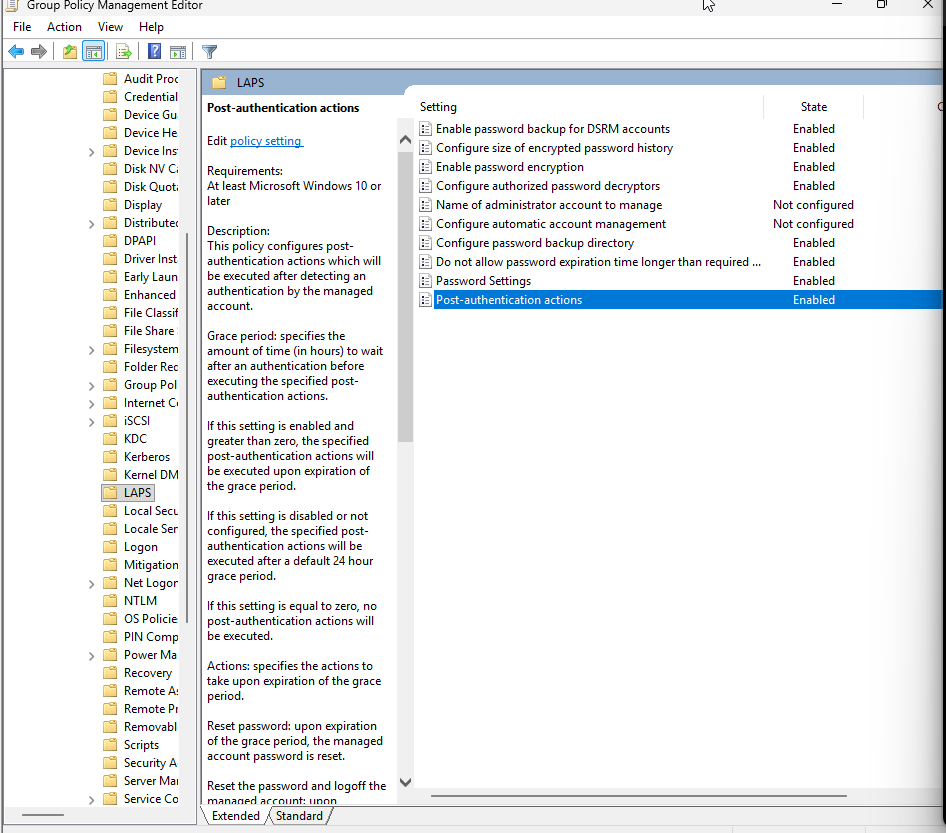 Group Policy Management Editor
File Action View Help
Audit Proc
Credential
Device Gu
Device He
Device Ins
Disk NV Ca
Disk Quota
Display
Distributed
DPAPI
Driver Inst
Early Laun
Enhanced
File Classif
File Share
Filesystem
Folder Red
Group Pol
Internet Co
iSCSI
KDC
Kerberos
Kernel DM
LAPS
Local Secu
Locale Ser
Logon
Mitigation
Net Logon
NTLM
OS Policie
PIN Comp
Power Ma
Recovery
Remote As
Remote Pr
Removabl
Scripts
Security A
Server Man
Service Co
LAPS
Post-authentication actions
Edit policy setting
Requirements:
At least Microsoft Windows 10 or
later
Description:
This policy configures post-
authentication actions which will
be executed after detecting an
authentication by the managed
account.
Grace period: specifies the
amount of time (in hours) to wait
after an authentication before
executing the specified post-
authentication actions.
If this setting is enabled and
greater than zero, the specified
post-authentication actions will
be executed upon expiration of
the grace period.
If this setting is disabled or not
configured, the specified post-
authentication actions will be
executed after a default 24 hour
grace period.
If this setting is equal to zero, no
post-authentication actions will
be executed.
Actions: specifies the actions to
take upon expiration of the grace
period.
Reset password: upon expiration
of the grace period, the managed
account password is reset.
Reset the password and logoff the
managed account: upon
Setting State C
Enable password backup for DSRM accounts Enabled
Configure size of encrypted password history Enabled
Enable password encryption Enabled
Configure authorized password decryptors Enabled
Name of administrator account to manage Not configured
Configure automatic account management Not configured
Configure password backup directory Enabled
Do not allow password expiration time longer than required ... Enabled
Password Settings Enabled
Post-authentication actions Enabled
Extended Standard